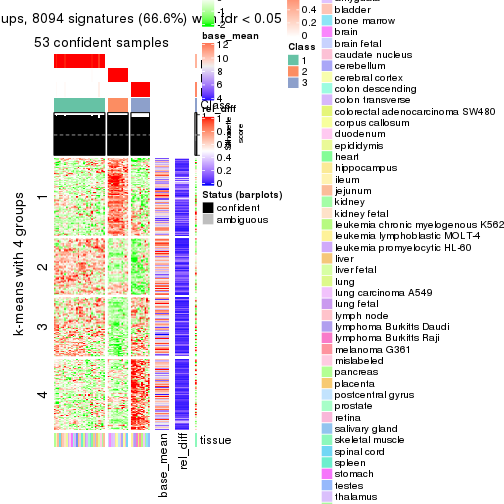 ups, 8094 signatures (66.6%) w fdr < 0.05
53 confident samples
k-means with 4 groups
1
2
3
4
base_mean
rel_diff
tissue
base_mean
12
10
8
6
4
rel_diff
1
0.8
0.6
0.4
0.2
0
Status (barplots)
confident
ambiguous
0.4
0.2
0
Class
1
2
3
bladder
bone marrow
brain
brain fetal
caudate nucleus
cerebellum
cerebral cortex
colon descending
colon transverse
colorectal adenocarcinoma SW480
corpus callosum
duodenum
epididymis
heart
hippocampus
ileum
jejunum
kidney
kidney fetal
leukemia chronic myelogenous K562
leukemia lymphoblastic MOLT-4
leukemia promyelocytic HL-60
liver
liver fetal
lung
lung carcinoma A549
lung fetal
lymph node
lymphoma Burkitts Daudi
lymphoma Burkitts Raji
melanoma G361
mislabeled
pancreas
placenta
postcentral gyrus
prostate
retina
salivary gland
skeletal muscle
spinal cord
spleen
stomach
testes
thalamus